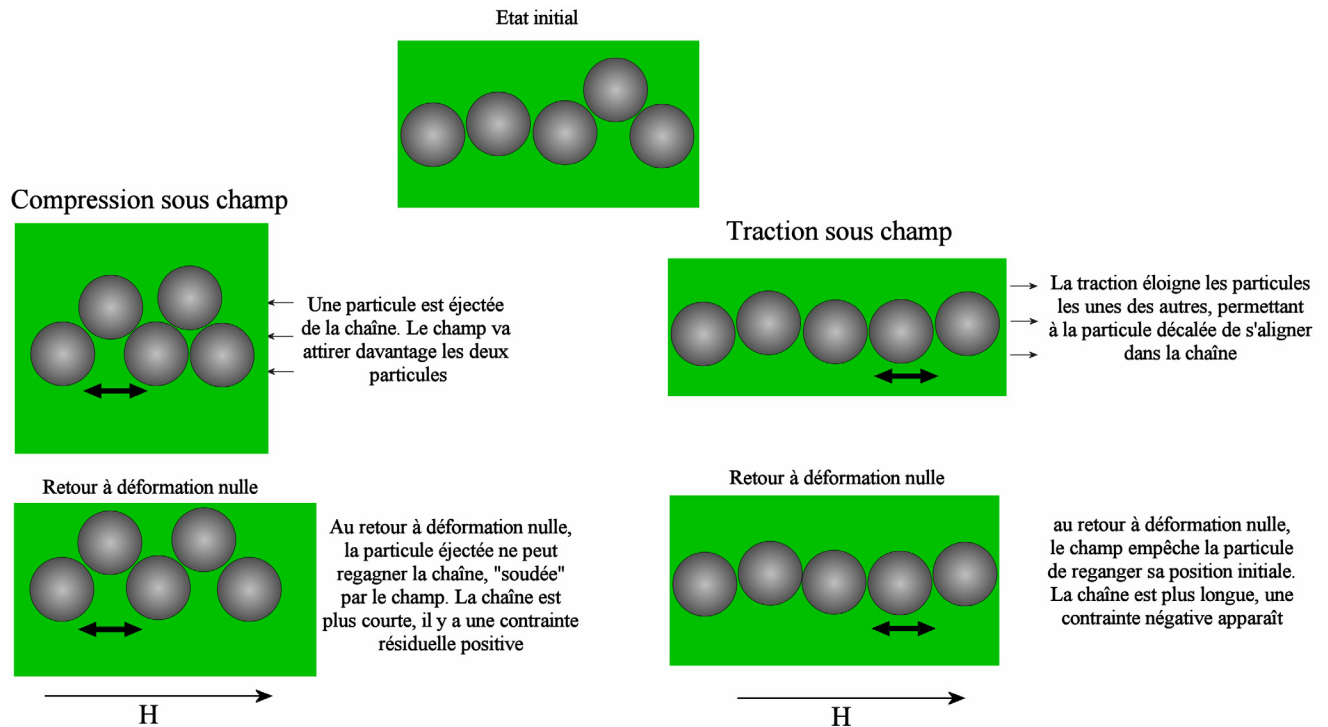 Etat initial
Compression sous champ
Une particule est éjectée
de la chaîne. Le champ va
attirer davantage les deux
particules
Traction sous champ
La traction éloigne les particules
les unes des autres, permettant
à la particule décalée de s'aligner
dans la chaîne
Retour à déformation nulle
Au retour à déformation nulle,
la particule éjectée ne peut
regagner la chaîne, "soudée"
par le champ. La chaîne est
plus courte, il y a une contrainte
résiduelle positive
H
Retour à déformation nulle
au retour à déformation nulle,
le champ empêche la particule
de reganger sa position initiale.
La chaîne est plus longue, une
contrainte négative apparaît
H